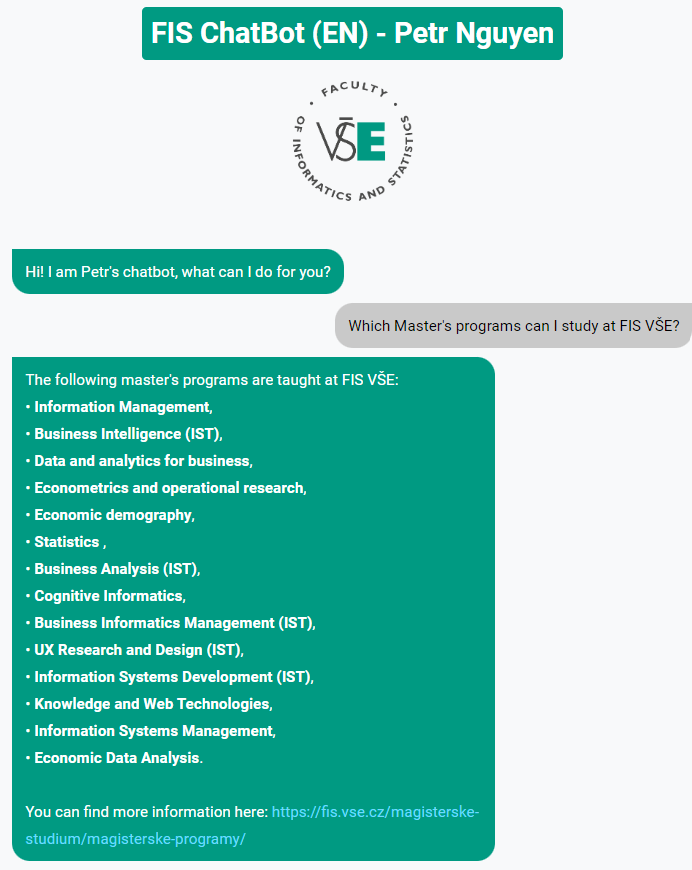 FIS ChatBot (EN) - Petr Nguyen
• FACULTY •
OF INFORMATICS AND STATISTICS
VŠE
Hi! I am Petr's chatbot, what can I do for you?
Which Master's programs can I study at FIS VŠE?
The following master's programs are taught at FIS VŠE:
• Information Management,
• Business Intelligence (IST),
• Data and analytics for business,
• Econometrics and operational research,
• Economic demography,
• Statistics ,
• Business Analysis (IST),
• Cognitive Informatics,
• Business Informatics Management (IST),
• UX Research and Design (IST),
• Information Systems Development (IST),
• Knowledge and Web Technologies,
• Information Systems Management,
• Economic Data Analysis.
You can find more information here: https://fis.vse.cz/magisterske-
studium/magisterske-programy/